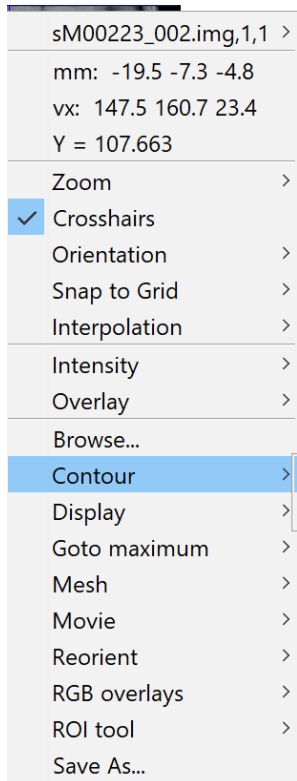 sM00223_002.img,1,1
mm: -19.5 -7.3 -4.8
vx: 147.5 160.7 23.4
Y = 107.663
Zoom
Crosshairs
Orientation
Snap to Grid
Interpolation
Intensity
Overlay
Browse...
Contour
Display
Goto maximum
Mesh
Movie
Reorient
RGB overlays
ROI tool
Save As...